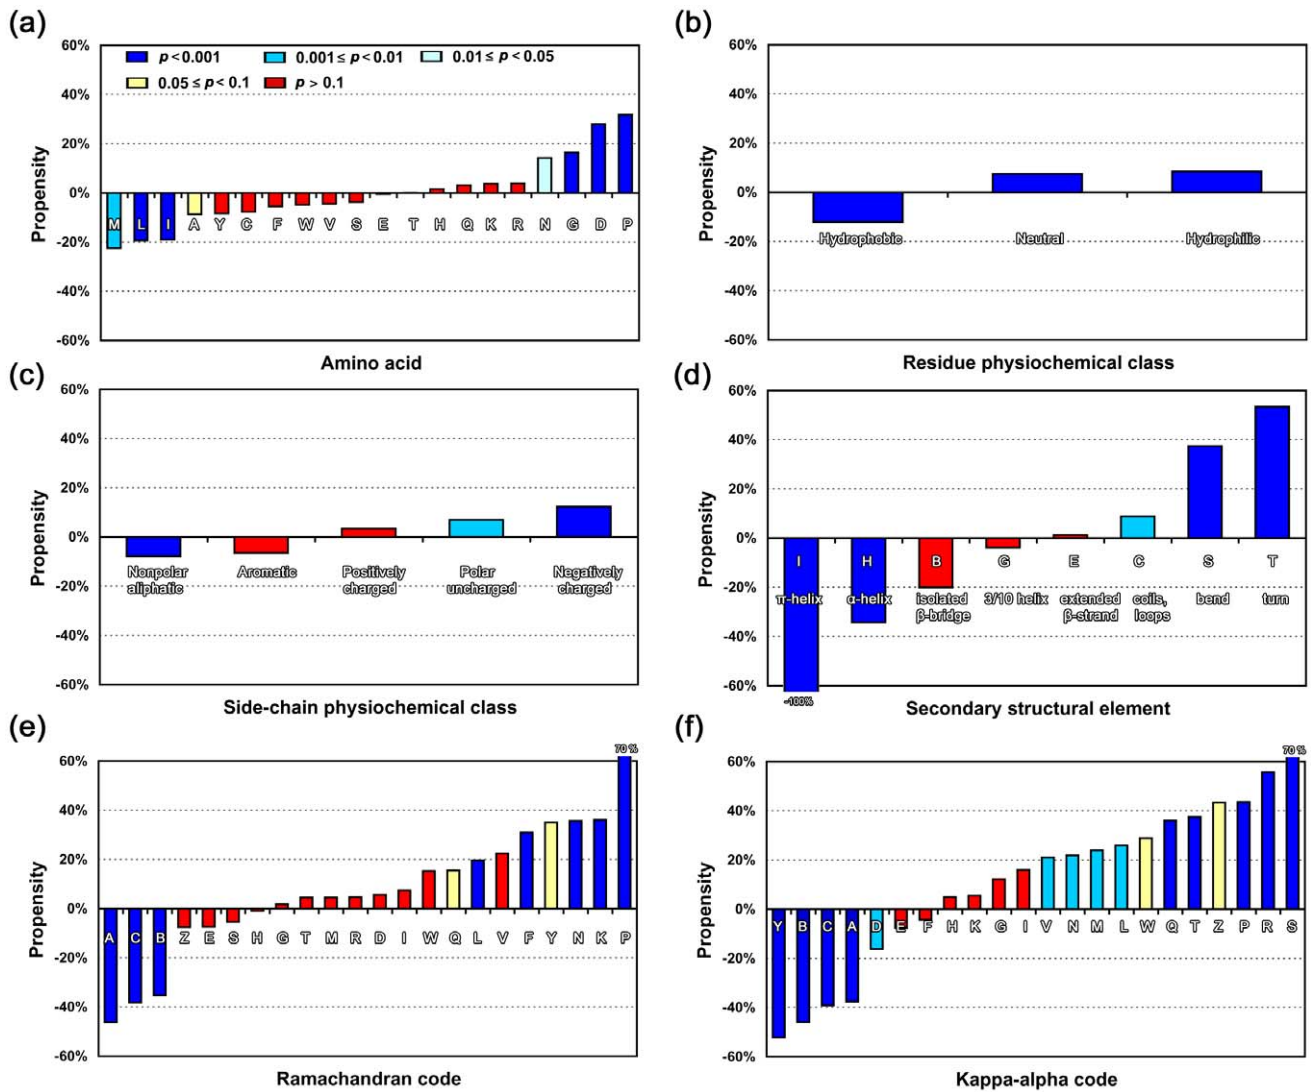 (a)
60%
40%
20%
0%
-20%
-40%
-60%
Propensity
p<0.001
0.001≤ p<0.01
0.01≤ p<0.05
0.05≤ p<0.1
p > 0.1
M L I A Y C F W V S E T H Q K R N G D P
Amino acid
(b)
60%
40%
20%
0%
-20%
-40%
-60%
Propensity
Hydrophobic
Neutral
Hydrophilic
Residue physiochemical class
(c)
60%
40%
20%
0%
-20%
-40%
-60%
Propensity
Nonpolar
aliphatic
Aromatic
Positively
charged
Polar
uncharged
Negatively
charged
Side-chain physiochemical class
(d)
60%
40%
20%
0%
-20%
-40%
-60%
Propensity
I H B G E C S T
π-helix
α-helix
isolated
β-bridge
3/10 helix
extended
β-strand
coils,
loops
bend
turn
-100%
Secondary structural element
(e)
70 %
60%
40%
20%
0%
-20%
-40%
-60%
Propensity
A C B Z E S H G T M R D I W Q L V F Y N K P
Ramachandran code
(f)
70 %
60%
40%
20%
0%
-20%
-40%
-60%
Propensity
Y B C A D E F H K G I V N M L W Q T Z P R S
Kappa-alpha code